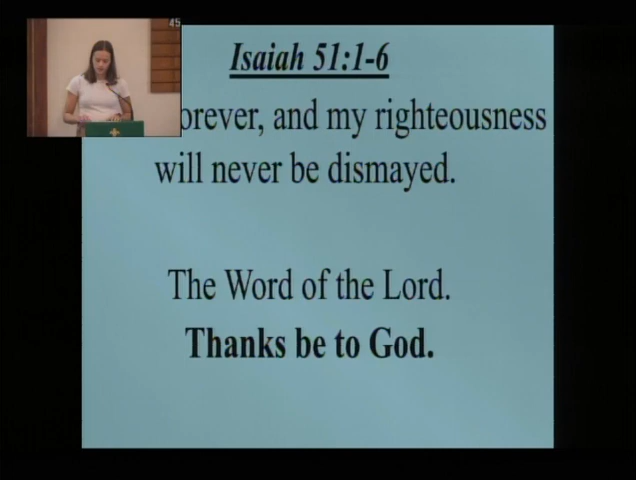 45
Isaiah 51:1-6
orever, and my righteousness
will never be dismayed.
The Word of the Lord.
Thanks be to God.